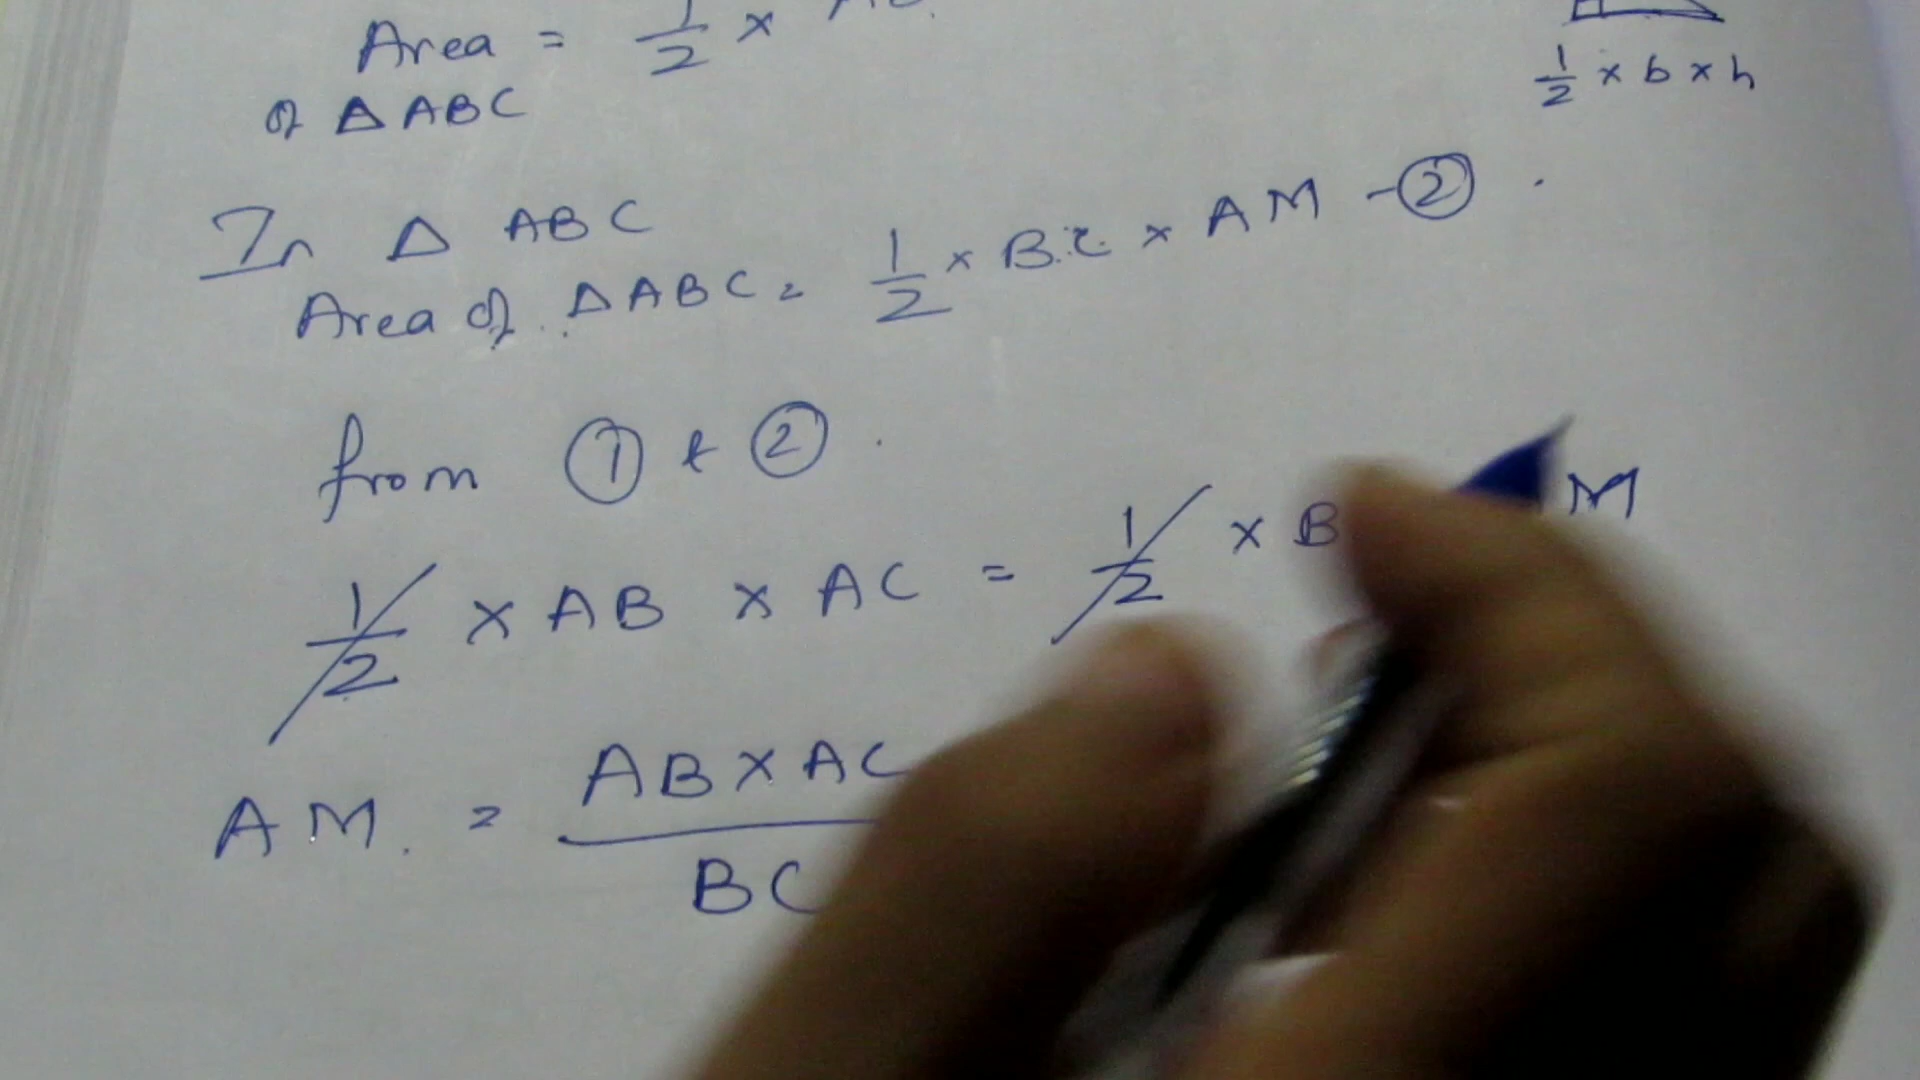 Area = 1/2 ×
of Δ ABC
1/2 × b × h
In Δ ABC
Area of ΔABC = 1/2 × BC × AM - ②
from ① & ②
1/2 × AB × AC = 1/2 × B M
AM = AB × AC / BC